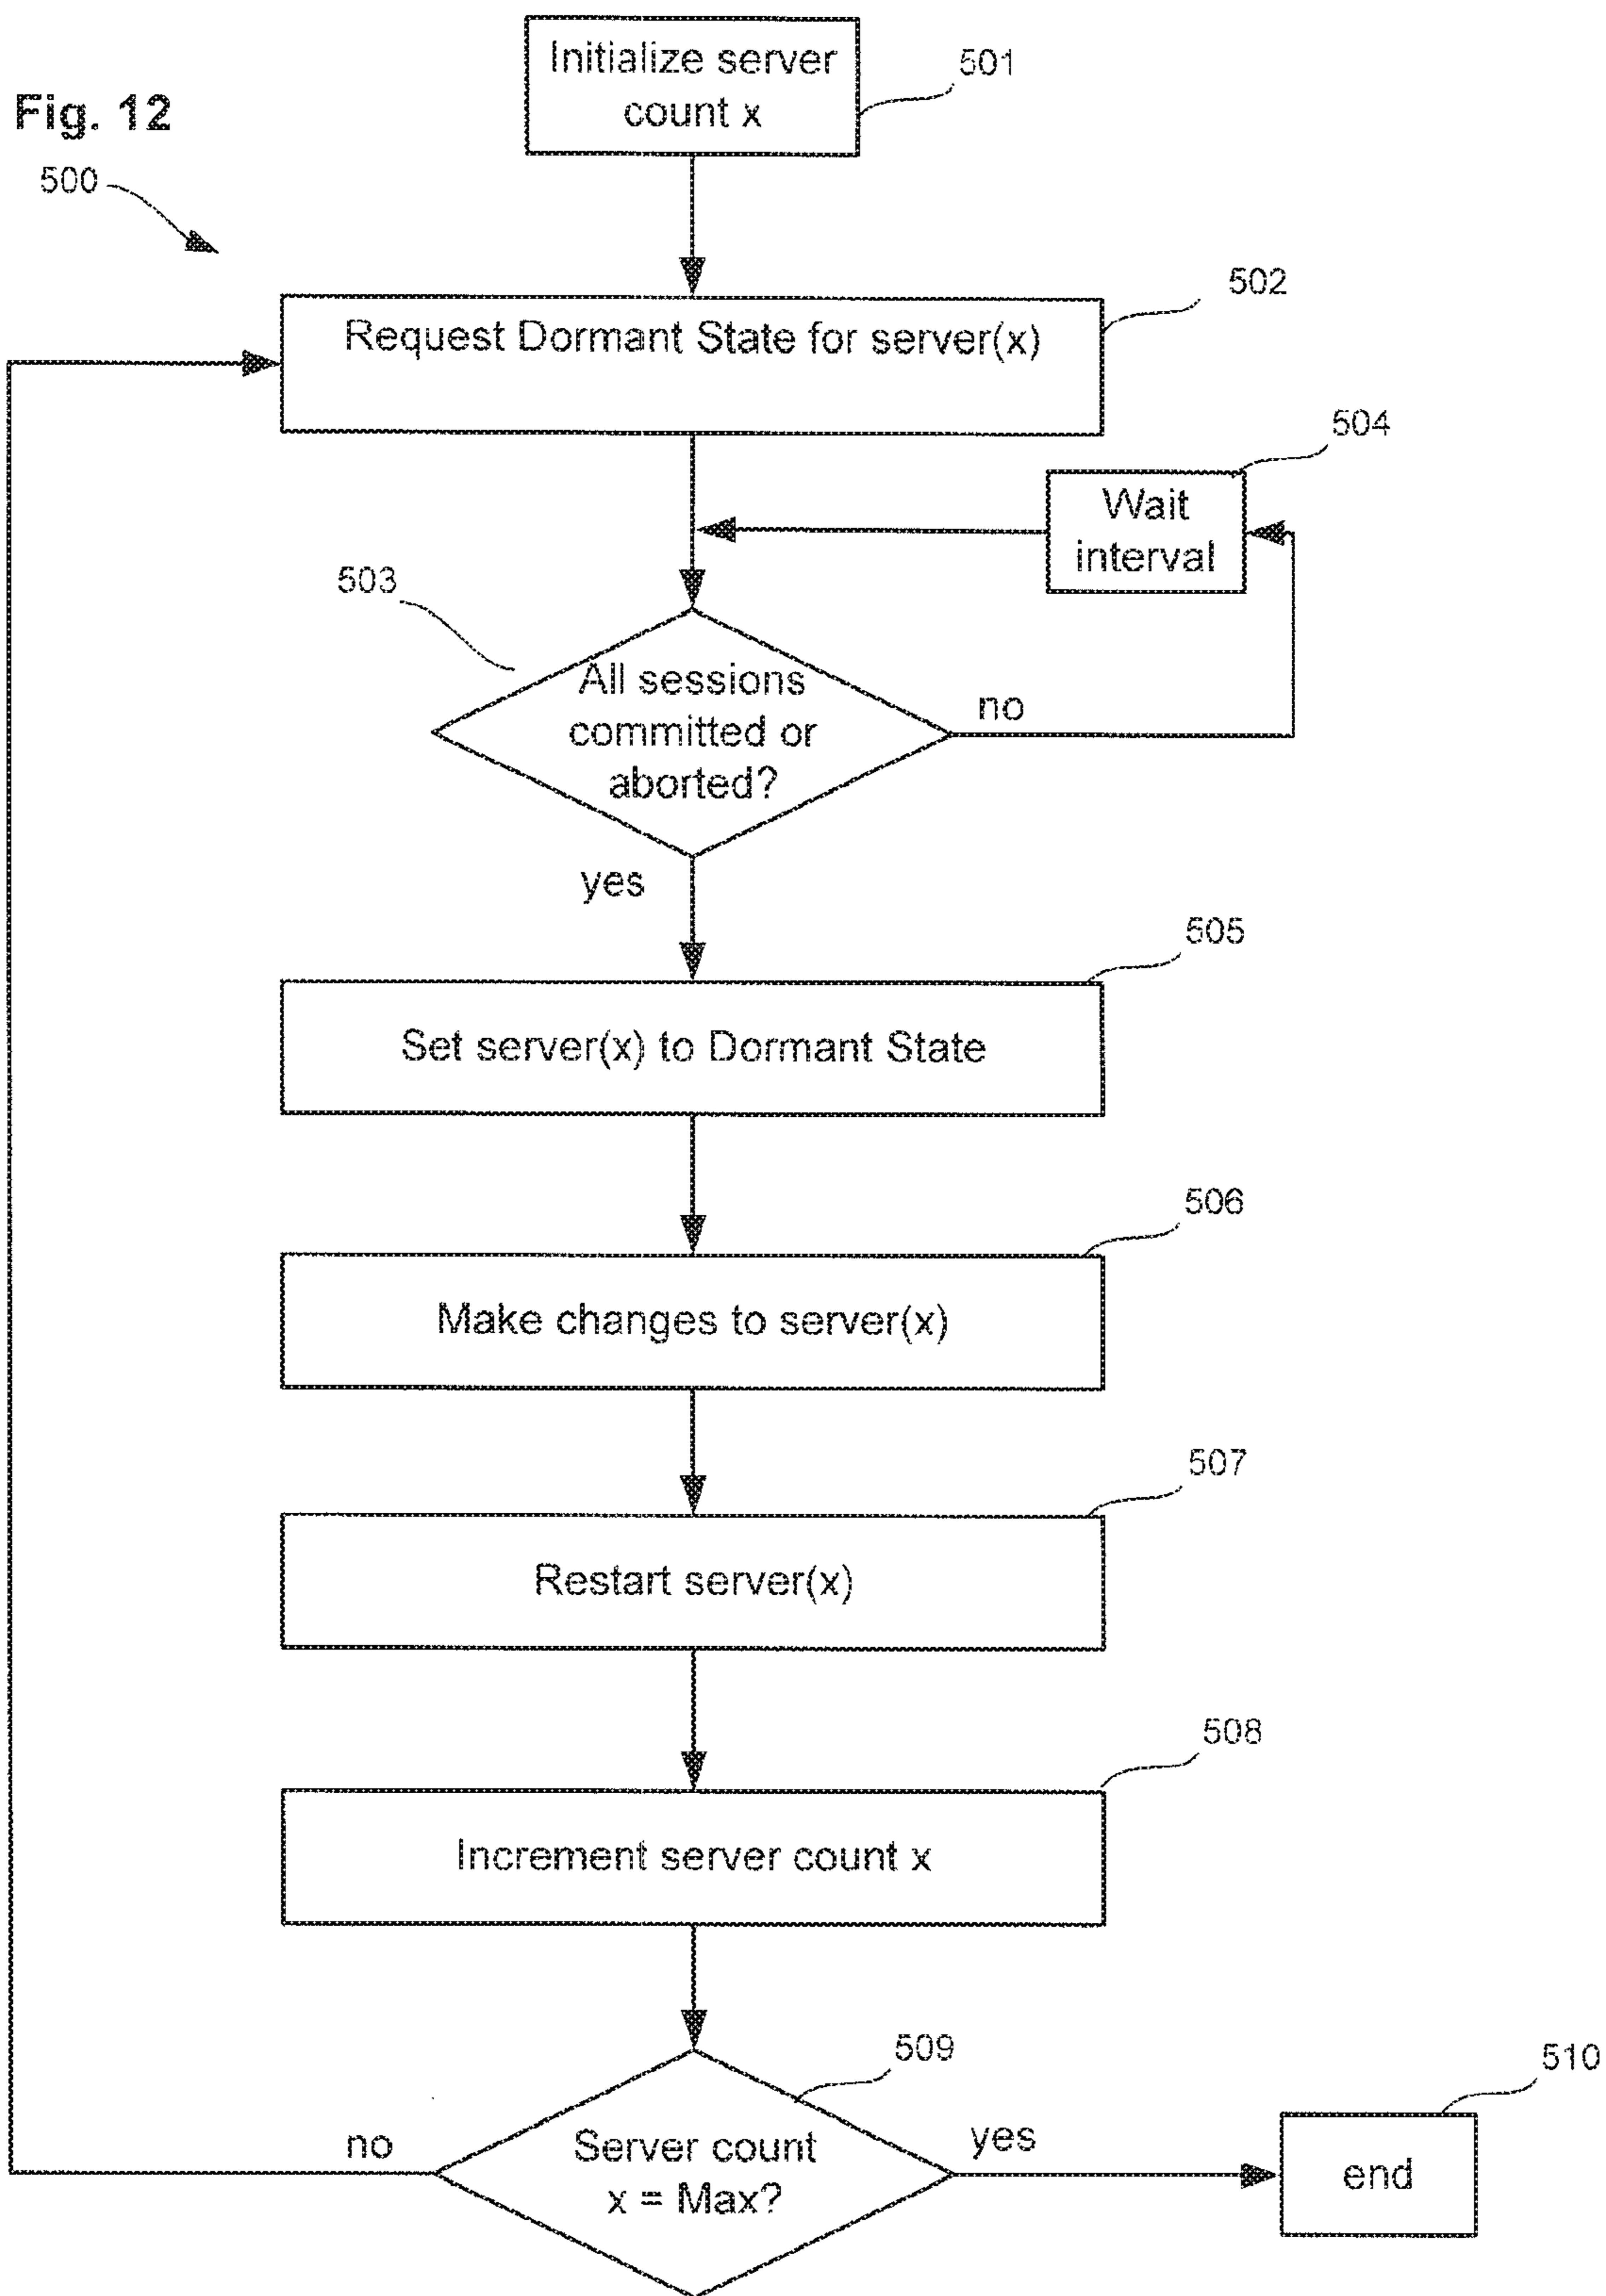 Initialize server
count x
501
Fig. 12
500
502
Request Dormant State for server(x)
504
Wait
interval
503
All sessions
committed or
aborted?
no
yes
505
Set server(x) to Dormant State
506
Make changes to server(x)
507
Restart server(x)
508
Increment server count x
509
510
no
Server count
x = Max?
yes
end